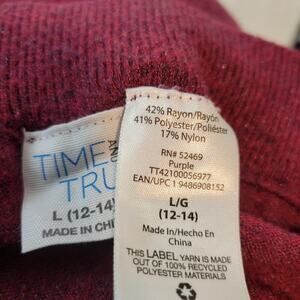 TIME AND
TRU
L (12-14)
MADE IN CHI
42% Rayon/Rayón
41% Polyester/Poliéster
17% Nylon
RN# 52469
Purple
TT42100056977
EAN/UPC 19486908152
L/G
(12-14)
Made in/Hecho En
China
THIS LABEL YARN IS MADE
OUT OF 100% RECYCLED
POLYESTER MATERIALS